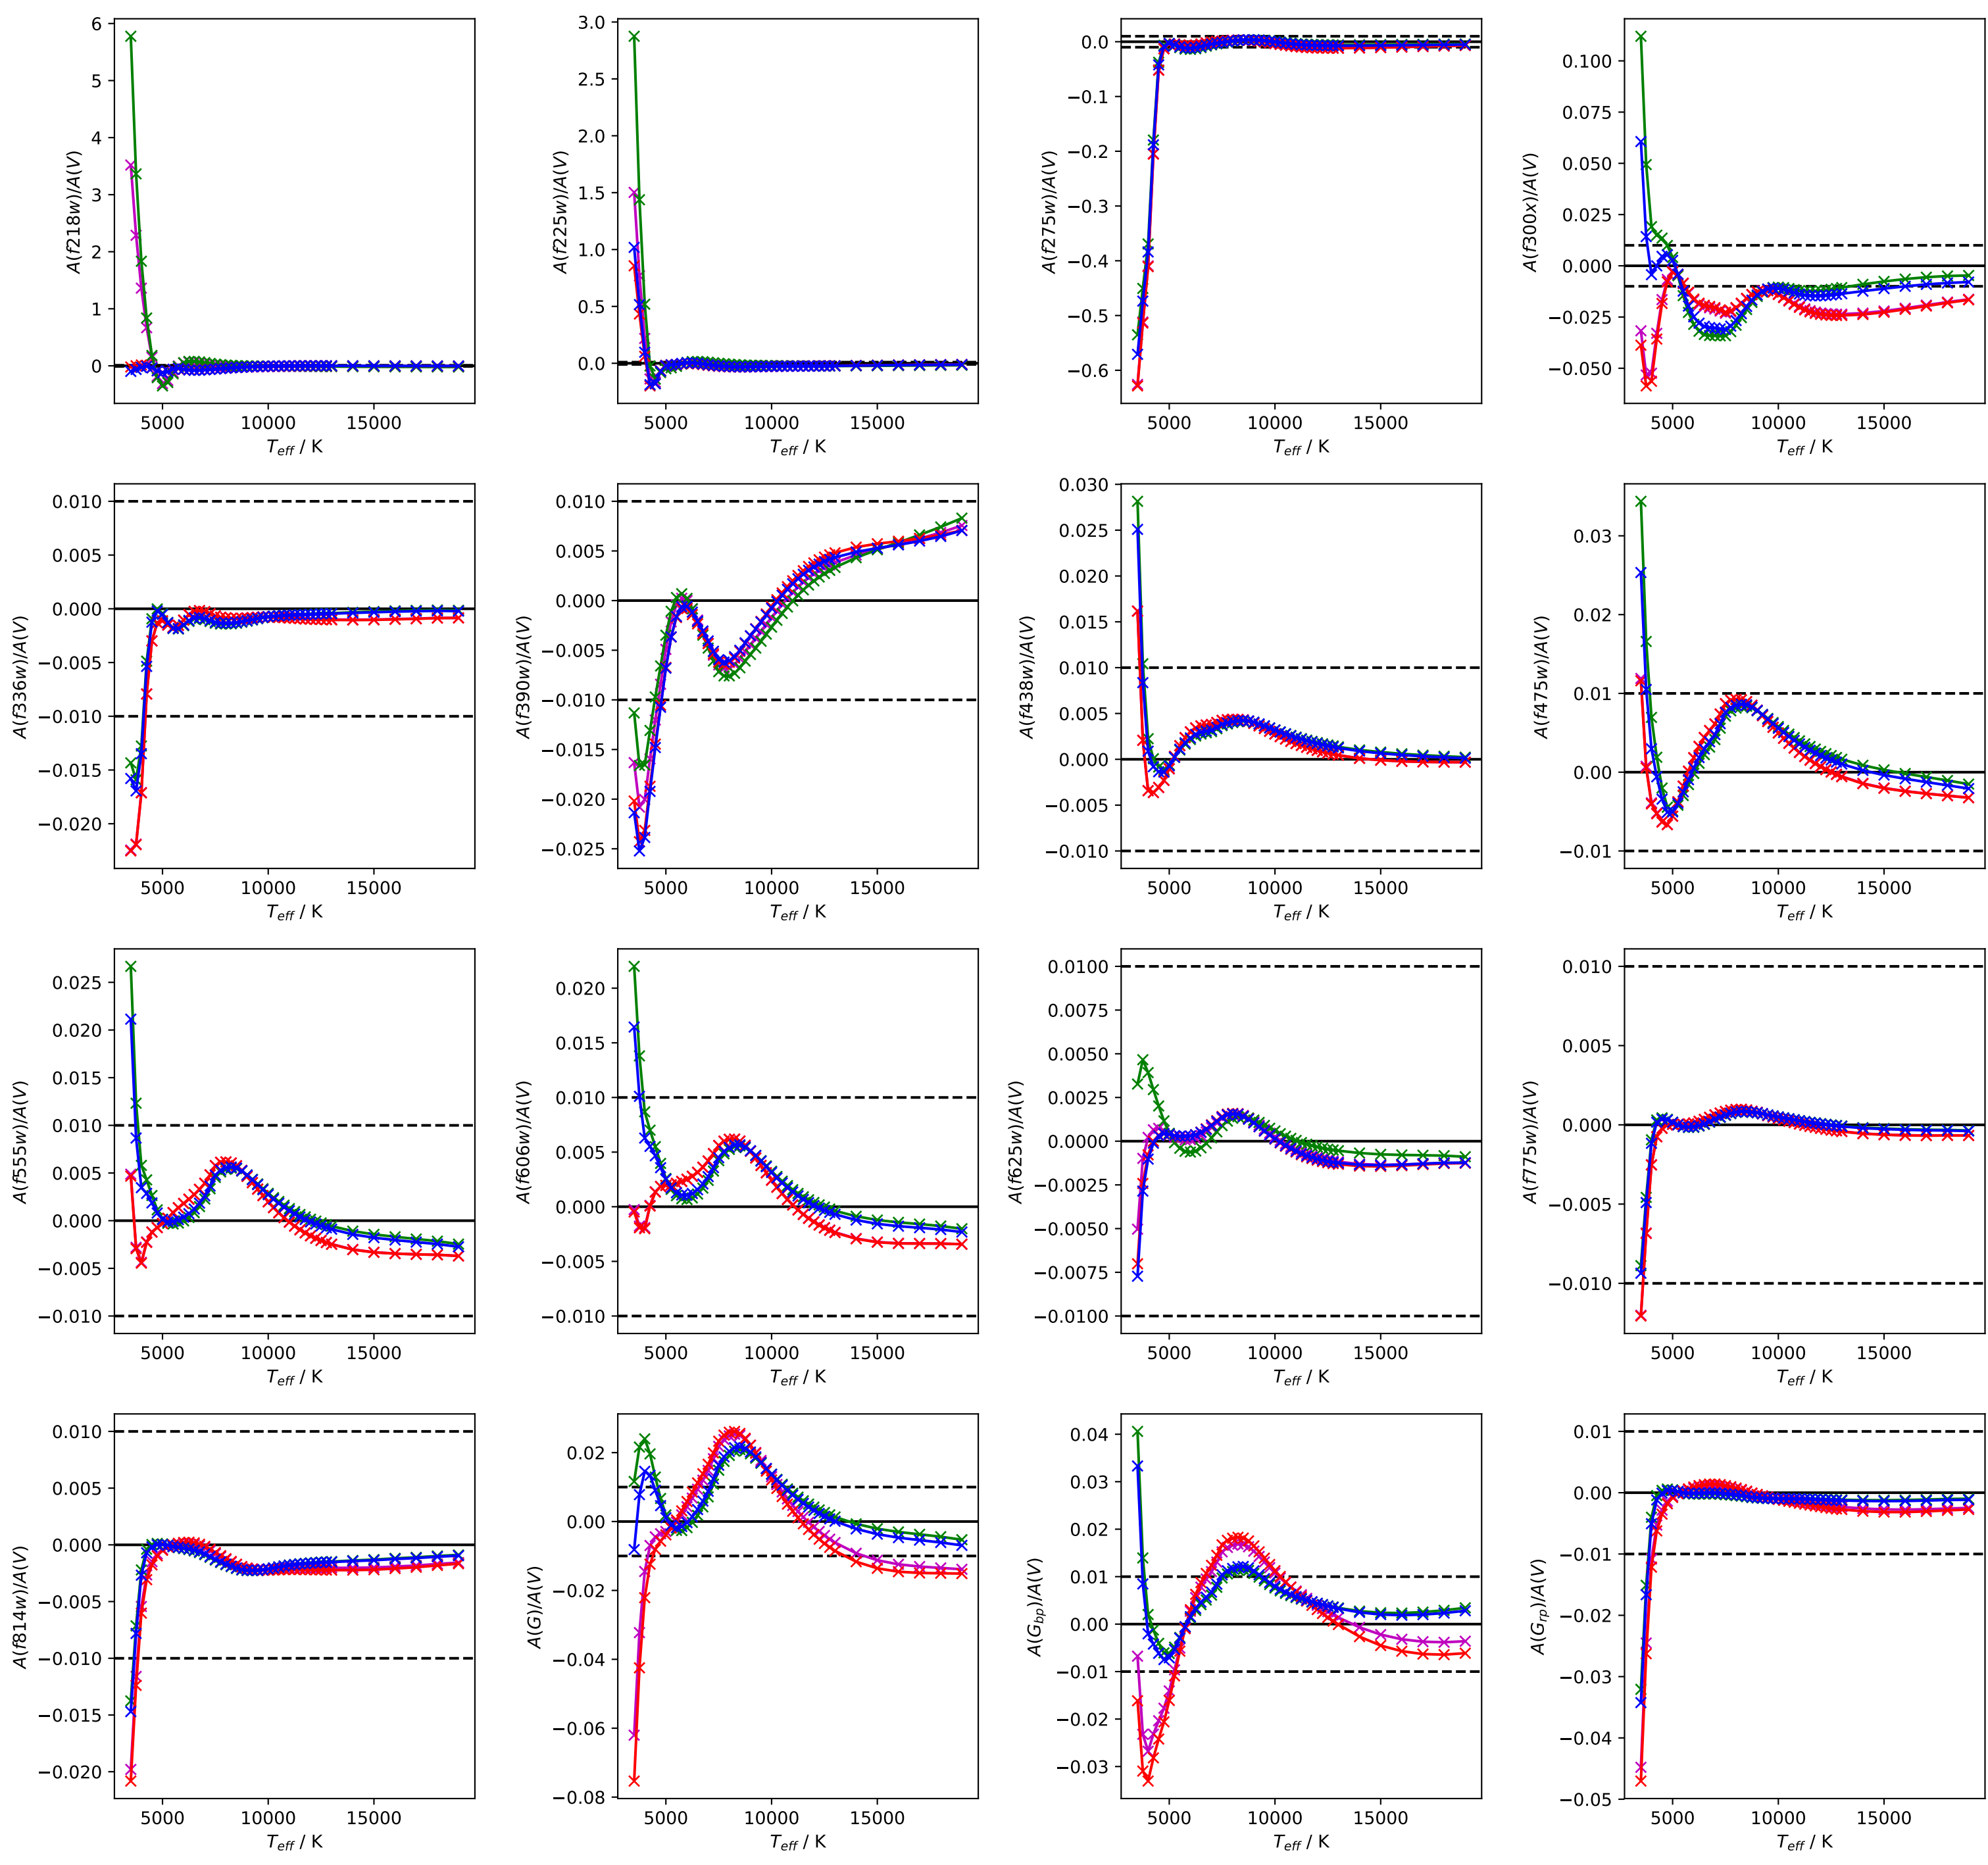 A(f218w)/A(V)
6
5
4
3
2
1
0
5000 10000 15000
T_eff / K
A(f225w)/A(V)
3.0
2.5
2.0
1.5
1.0
0.5
0.0
5000 10000 15000
T_eff / K
A(f275w)/A(V)
0.0
−0.1
−0.2
−0.3
−0.4
−0.5
−0.6
5000 10000 15000
T_eff / K
A(f300x)/A(V)
0.100
0.075
0.050
0.025
0.000
−0.025
−0.050
5000 10000 15000
T_eff / K
A(f336w)/A(V)
0.010
0.005
0.000
−0.005
−0.010
−0.015
−0.020
5000 10000 15000
T_eff / K
A(f390w)/A(V)
0.010
0.005
0.000
−0.005
−0.010
−0.015
−0.020
−0.025
5000 10000 15000
T_eff / K
A(f438w)/A(V)
0.030
0.025
0.020
0.015
0.010
0.005
0.000
−0.005
−0.010
5000 10000 15000
T_eff / K
A(f475w)/A(V)
0.03
0.02
0.01
0.00
−0.01
5000 10000 15000
T_eff / K
A(f555w)/A(V)
0.025
0.020
0.015
0.010
0.005
0.000
−0.005
−0.010
5000 10000 15000
T_eff / K
A(f606w)/A(V)
0.020
0.015
0.010
0.005
0.000
−0.005
−0.010
5000 10000 15000
T_eff / K
A(f625w)/A(V)
0.0100
0.0075
0.0050
0.0025
0.0000
−0.0025
−0.0050
−0.0075
−0.0100
5000 10000 15000
T_eff / K
A(f775w)/A(V)
0.010
0.005
0.000
−0.005
−0.010
5000 10000 15000
T_eff / K
A(f814w)/A(V)
0.010
0.005
0.000
−0.005
−0.010
−0.015
−0.020
5000 10000 15000
T_eff / K
A(G)/A(V)
0.02
0.00
−0.02
−0.04
−0.06
−0.08
5000 10000 15000
T_eff / K
A(G_bp)/A(V)
0.04
0.03
0.02
0.01
0.00
−0.01
−0.02
−0.03
5000 10000 15000
T_eff / K
A(G_rp)/A(V)
0.01
0.00
−0.01
−0.02
−0.03
−0.04
−0.05
5000 10000 15000
T_eff / K